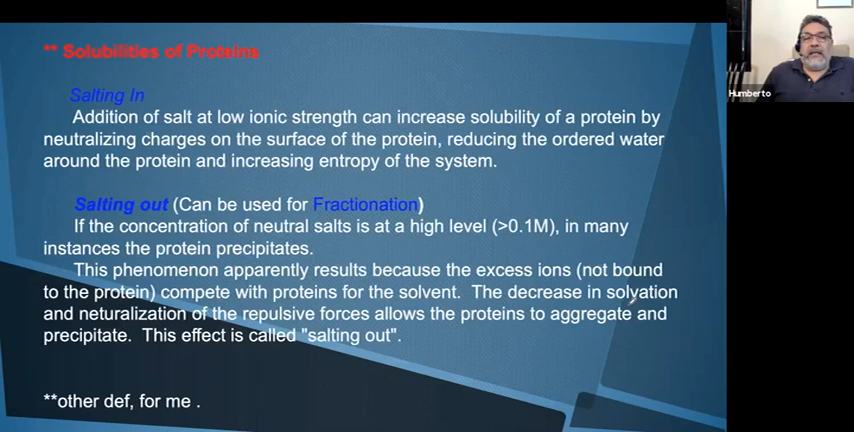 ** Solubilities of Proteins
Salting In
Addition of salt at low ionic strength can increase solubility of a protein by
neutralizing charges on the surface of the protein, reducing the ordered water
around the protein and increasing entropy of the system.
Salting out (Can be used for Fractionation)
If the concentration of neutral salts is at a high level (>0.1M), in many
instances the protein precipitates.
This phenomenon apparently results because the excess ions (not bound
to the protein) compete with proteins for the solvent. The decrease in solvation
and neturalization of the repulsive forces allows the proteins to aggregate and
precipitate. This effect is called "salting out".
**other def, for me .
Humberto